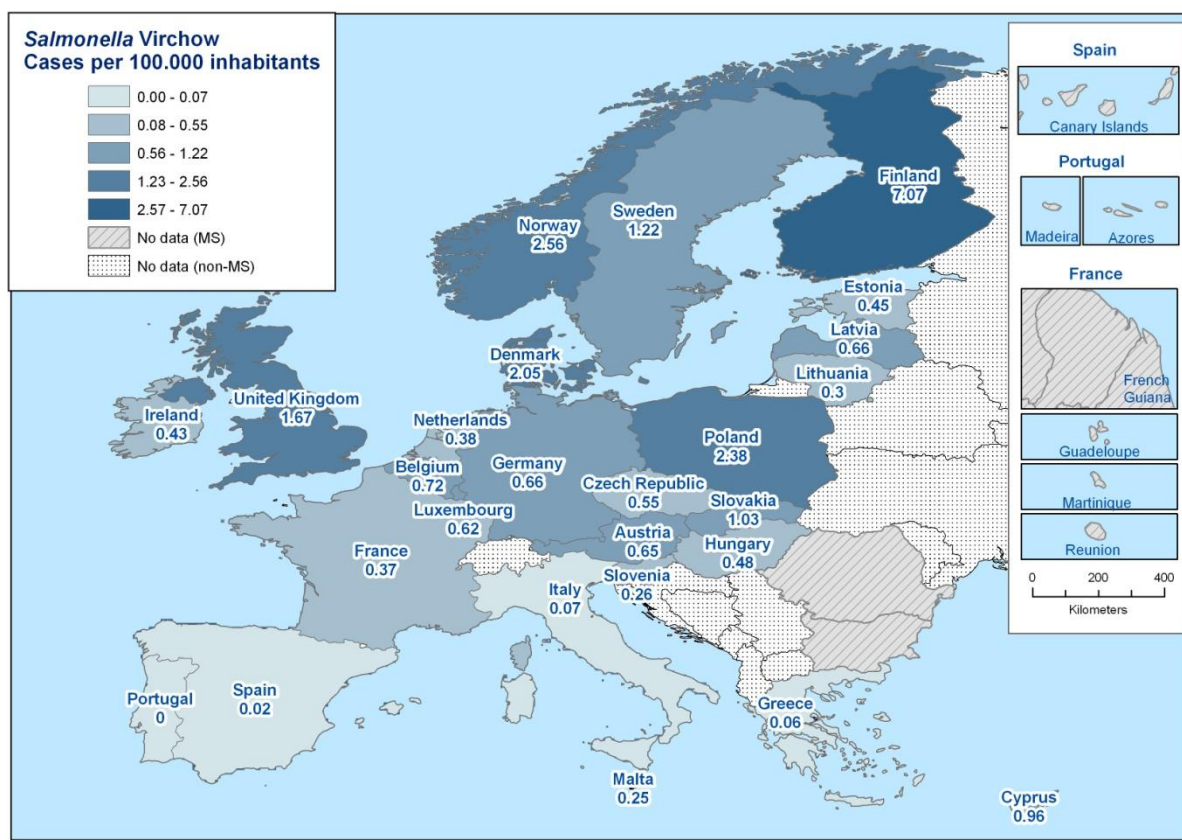 Salmonella Virchow
Cases per 100.000 inhabitants
0.00 - 0.07
0.08 - 0.55
0.56 - 1.22
1.23 - 2.56
2.57 - 7.07
No data (MS)
No data (non-MS)
Finland
7.07
Sweden
1.22
Norway
2.56
Estonia
0.45
Latvia
0.66
Lithuania
0.3
Denmark
2.05
United Kingdom
1.67
Ireland
0.43
Netherlands
0.38
Belgium
0.72
Luxembourg
0.62
Germany
0.66
Poland
2.38
Czech Republic
0.55
Slovakia
1.03
Austria
0.65
Hungary
0.48
France
0.37
Slovenia
0.26
Italy
0.07
Portugal
0
Spain
0.02
Greece
0.06
Malta
0.25
Cyprus
0.96
Spain
Canary Islands
Portugal
Madeira
Azores
France
French
Guiana
Guadeloupe
Martinique
Reunion
0 200 400
Kilometers